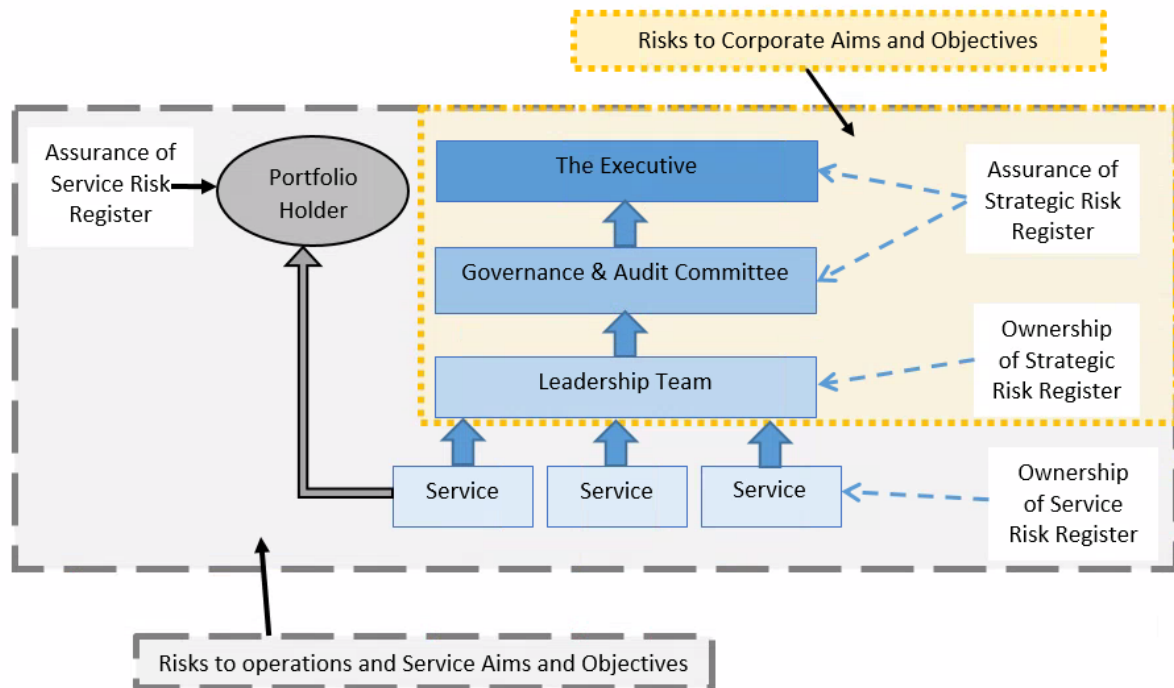 Risks to Corporate Aims and Objectives
Assurance of
Service Risk
Register
Portfolio
Holder
The Executive
Assurance of
Strategic Risk
Register
Governance & Audit Committee
Ownership
of Strategic
Risk Register
Leadership Team
Service
Service
Service
Ownership
of Service
Risk Register
Risks to operations and Service Aims and Objectives